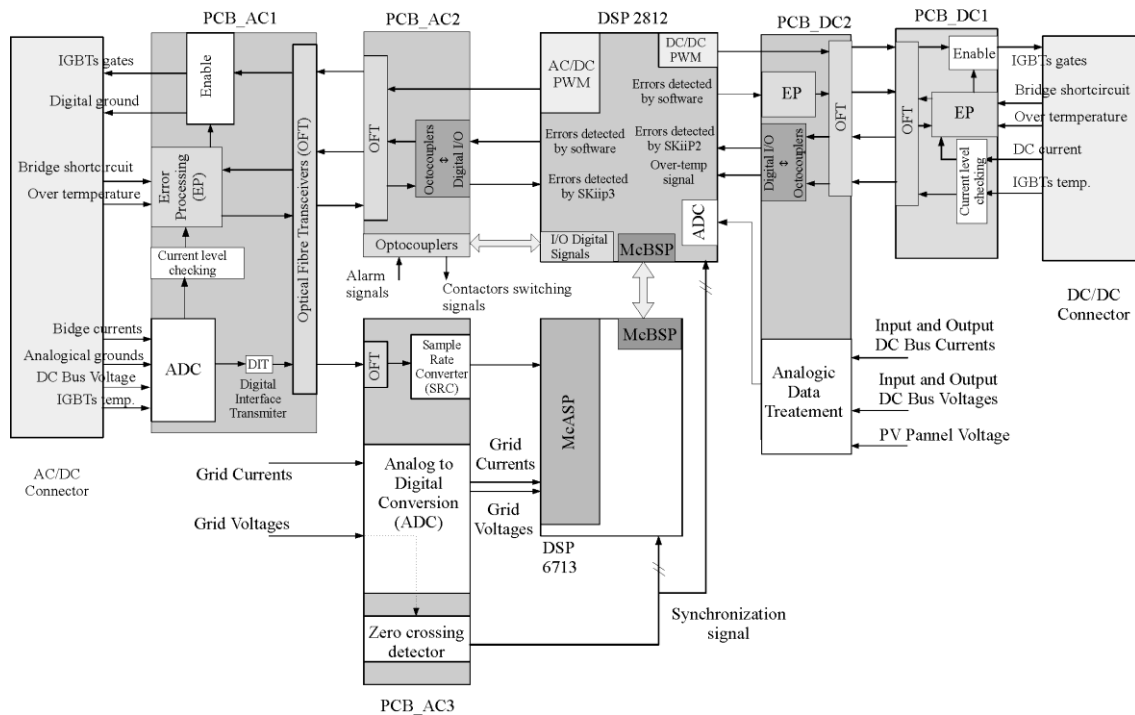 PCB_AC1
PCB_AC2
DSP 2812
PCB_DC2
PCB_DC1
IGBTs gates
Digital ground
Bridge shortcircuit
Over termperature
Bidge currents
Analogical grounds
DC Bus Voltage
IGBTs temp.
AC/DC
Connector
Enable
Error
Processing
(EP)
Current level
checking
ADC
DIT
Digital
Interface
Transmiter
Optical Fibre Transceivers (OFT)
OFT
Octocouplers
⇔
Digital I/O
Optocouplers
Alarm
signals
Contactors switching
signals
AC/DC
PWM
DC/DC
PWM
Errors detected
by software
Errors detected
by software
Errors detected
by SKiiP2
Over-temp
signal
Errors detected
by SKiip3
I/O Digital
Signals
McBSP
ADC
EP
Digital I/O
⇔
Octocouplers
OFT
OFT
Enable
EP
Current level
checking
IGBTs gates
Bridge shortcircuit
Over termperature
DC current
IGBTs temp.
DC/DC
Connector
OFT
Sample
Rate
Converter
(SRC)
McBSP
McASP
DSP
6713
Analogic
Data
Treatement
Input and Output
DC Bus Currents
Input and Output
DC Bus Voltages
PV Pannel Voltage
Grid Currents
Grid Voltages
Analog to
Digital
Conversion
(ADC)
Grid
Currents
Grid
Voltages
Zero crossing
detector
Synchronization
signal
PCB_AC3